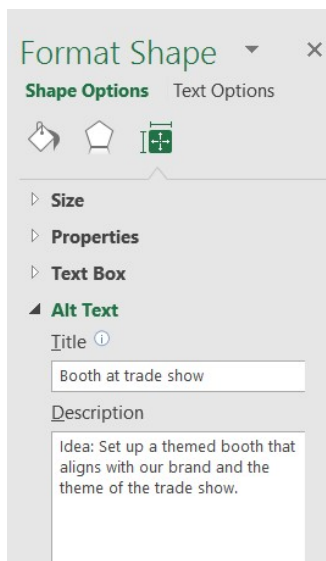 Format Shape
Shape Options Text Options
Size
Properties
Text Box
Alt Text
Title
Booth at trade show
Description
Idea: Set up a themed booth that
aligns with our brand and the
theme of the trade show.